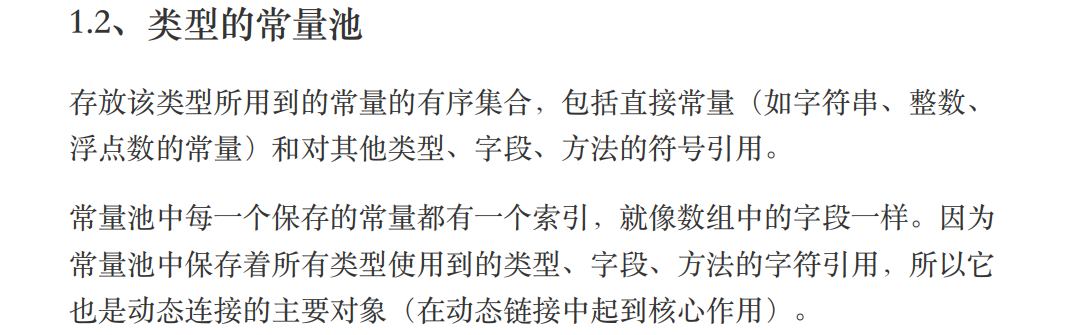 1.2、类型的常量池
存放该类型所用到的常量的有序集合，包括直接常量（如字符串、整数、
浮点数的常量）和对其他类型、字段、方法的符号引用。
常量池中每一个保存的常量都有一个索引，就像数组中的字段一样。因为
常量池中保存着所有类型使用到的类型、字段、方法的字符引用，所以它
也是动态连接的主要对象（在动态链接中起到核心作用）。